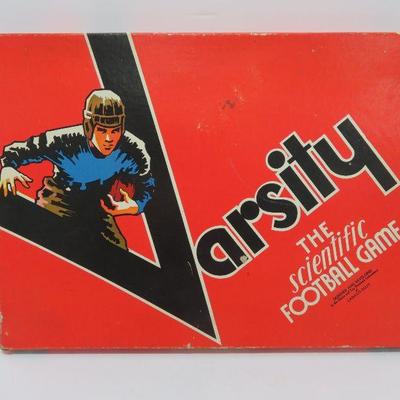 Varsity
THE
scientific
FOOTBALL GAME